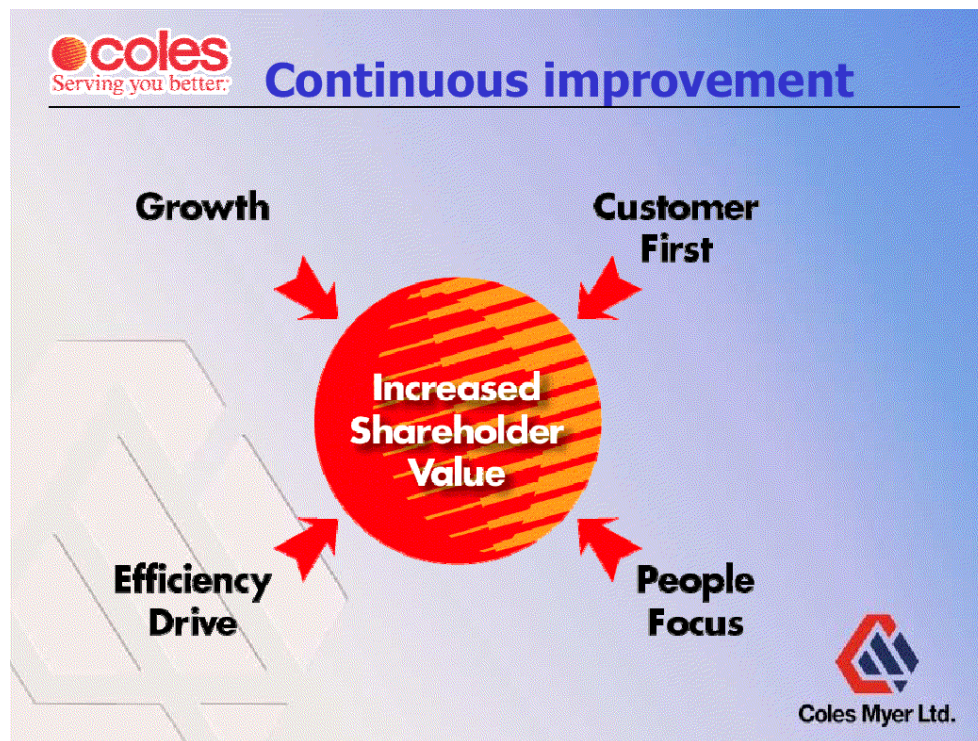 coles
Serving you better.
Continuous improvement
Growth
Customer
First
Increased
Shareholder
Value
Efficiency
Drive
People
Focus
Coles Myer Ltd.